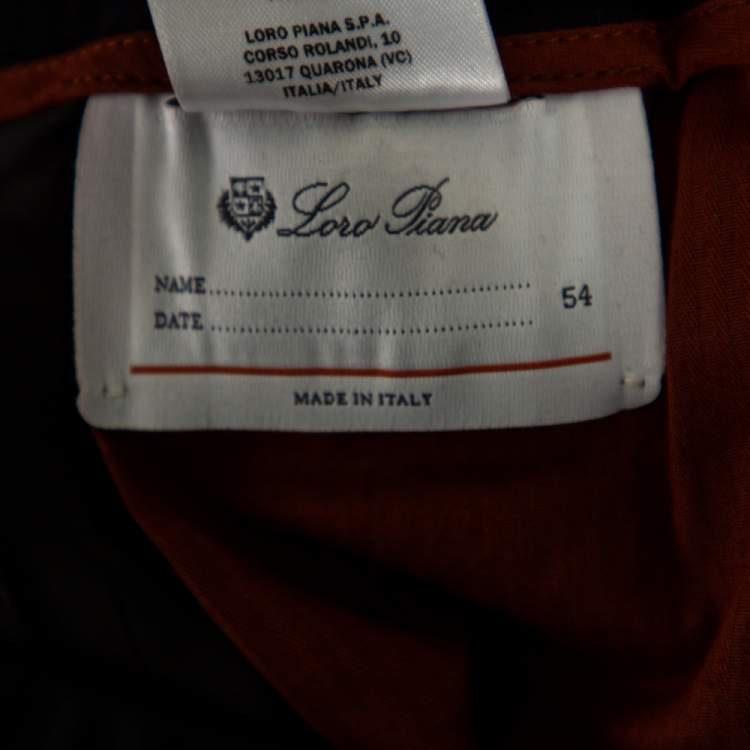 LORO PIANA S.P.A.
CORSO ROLANDI, 10
13017 QUARONA (VC)
ITALIA/ITALY
Loro Piana
NAME........................................
DATE ........................................
54
MADE IN ITALY